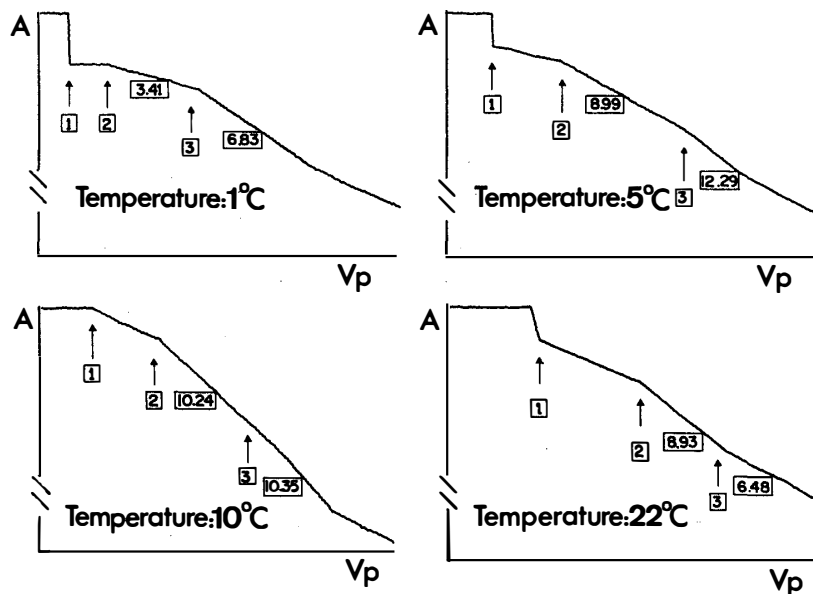 A
3.41
1
2
3
6.83
Temperature:1°C
Vp
A
8.99
1
2
3
12.29
Temperature:5°C
Vp
A
1
2
10.24
3
10.35
Temperature:10°C
Vp
A
1
2
8.93
3
6.48
Temperature:22°C
Vp